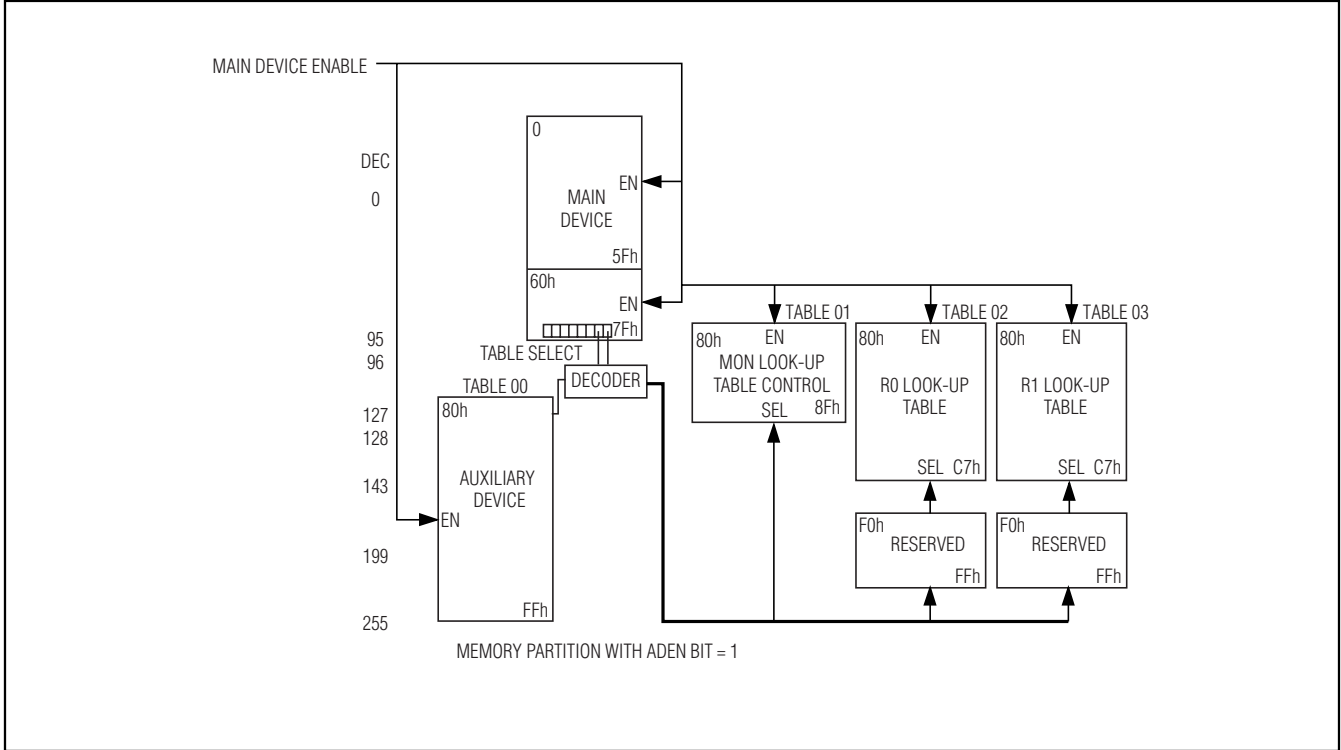 MAIN DEVICE ENABLE
DEC
0
95
96
127
128
143
199
255
0
EN
MAIN
DEVICE
5Fh
60h
EN
7Fh
TABLE SELECT
DECODER
TABLE 00
80h
AUXILIARY
DEVICE
EN
FFh
TABLE 01
80h
EN
MON LOOK-UP
TABLE CONTROL
SEL 8Fh
TABLE 02
80h
EN
R0 LOOK-UP
TABLE
SEL C7h
F0h
RESERVED
FFh
TABLE 03
80h
EN
R1 LOOK-UP
TABLE
SEL C7h
F0h
RESERVED
FFh
MEMORY PARTITION WITH ADEN BIT = 1